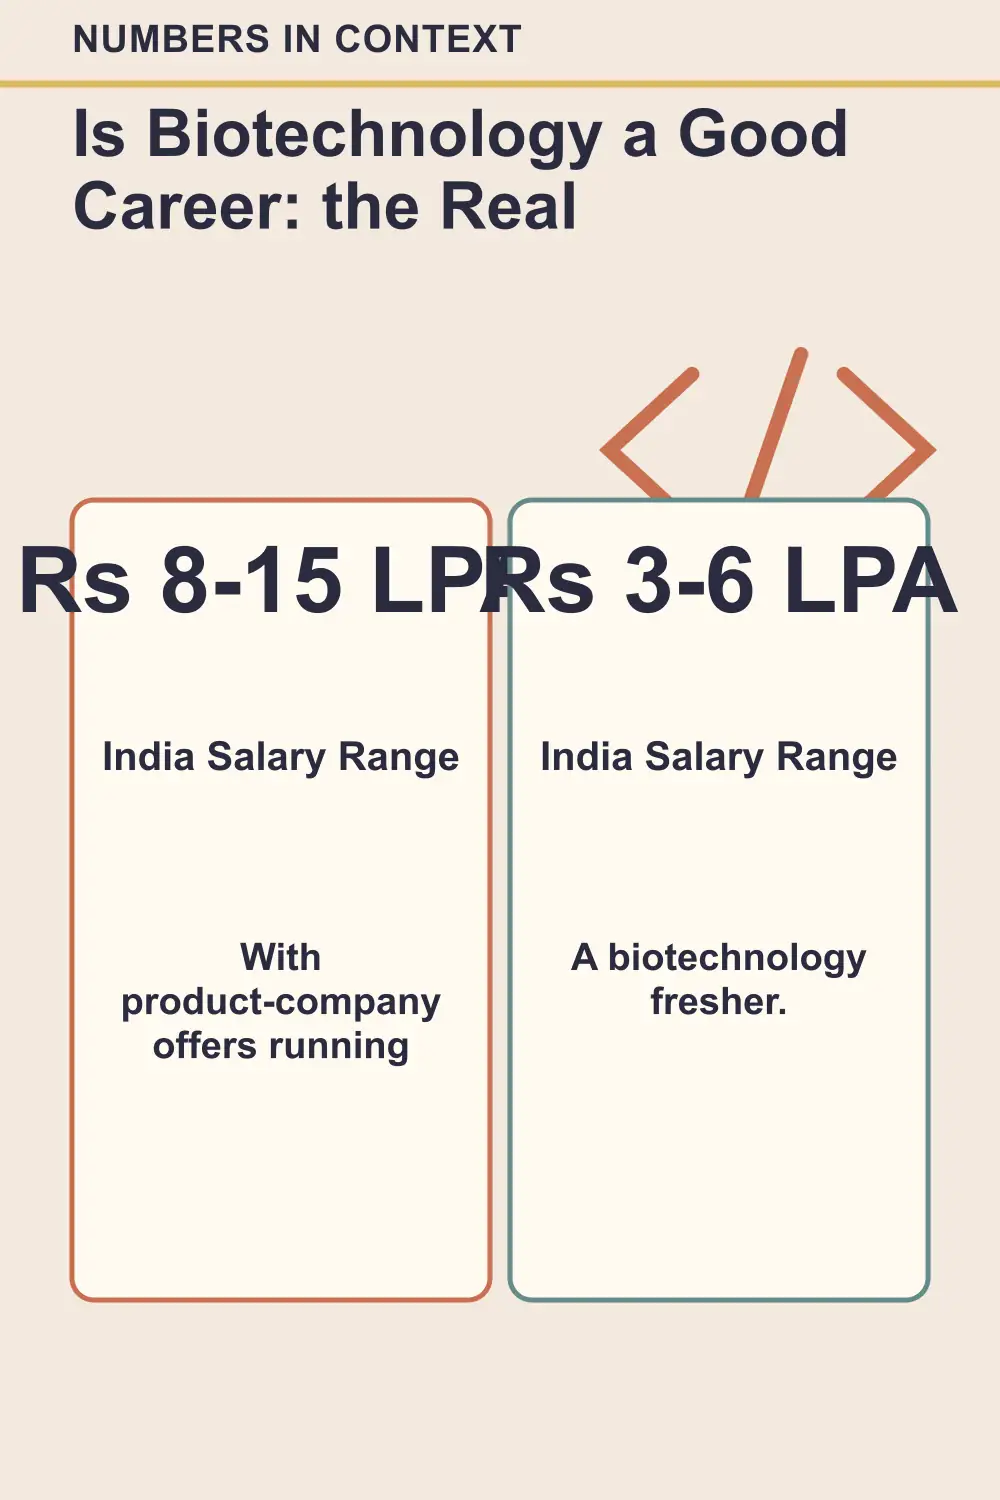 NUMBERS IN CONTEXT
Is Biotechnology a Good
Career: the Real
Rs 8-15 LPA
Rs 3-6 LPA
India Salary Range
India Salary Range
With
product-company
offers running
A biotechnology
fresher.